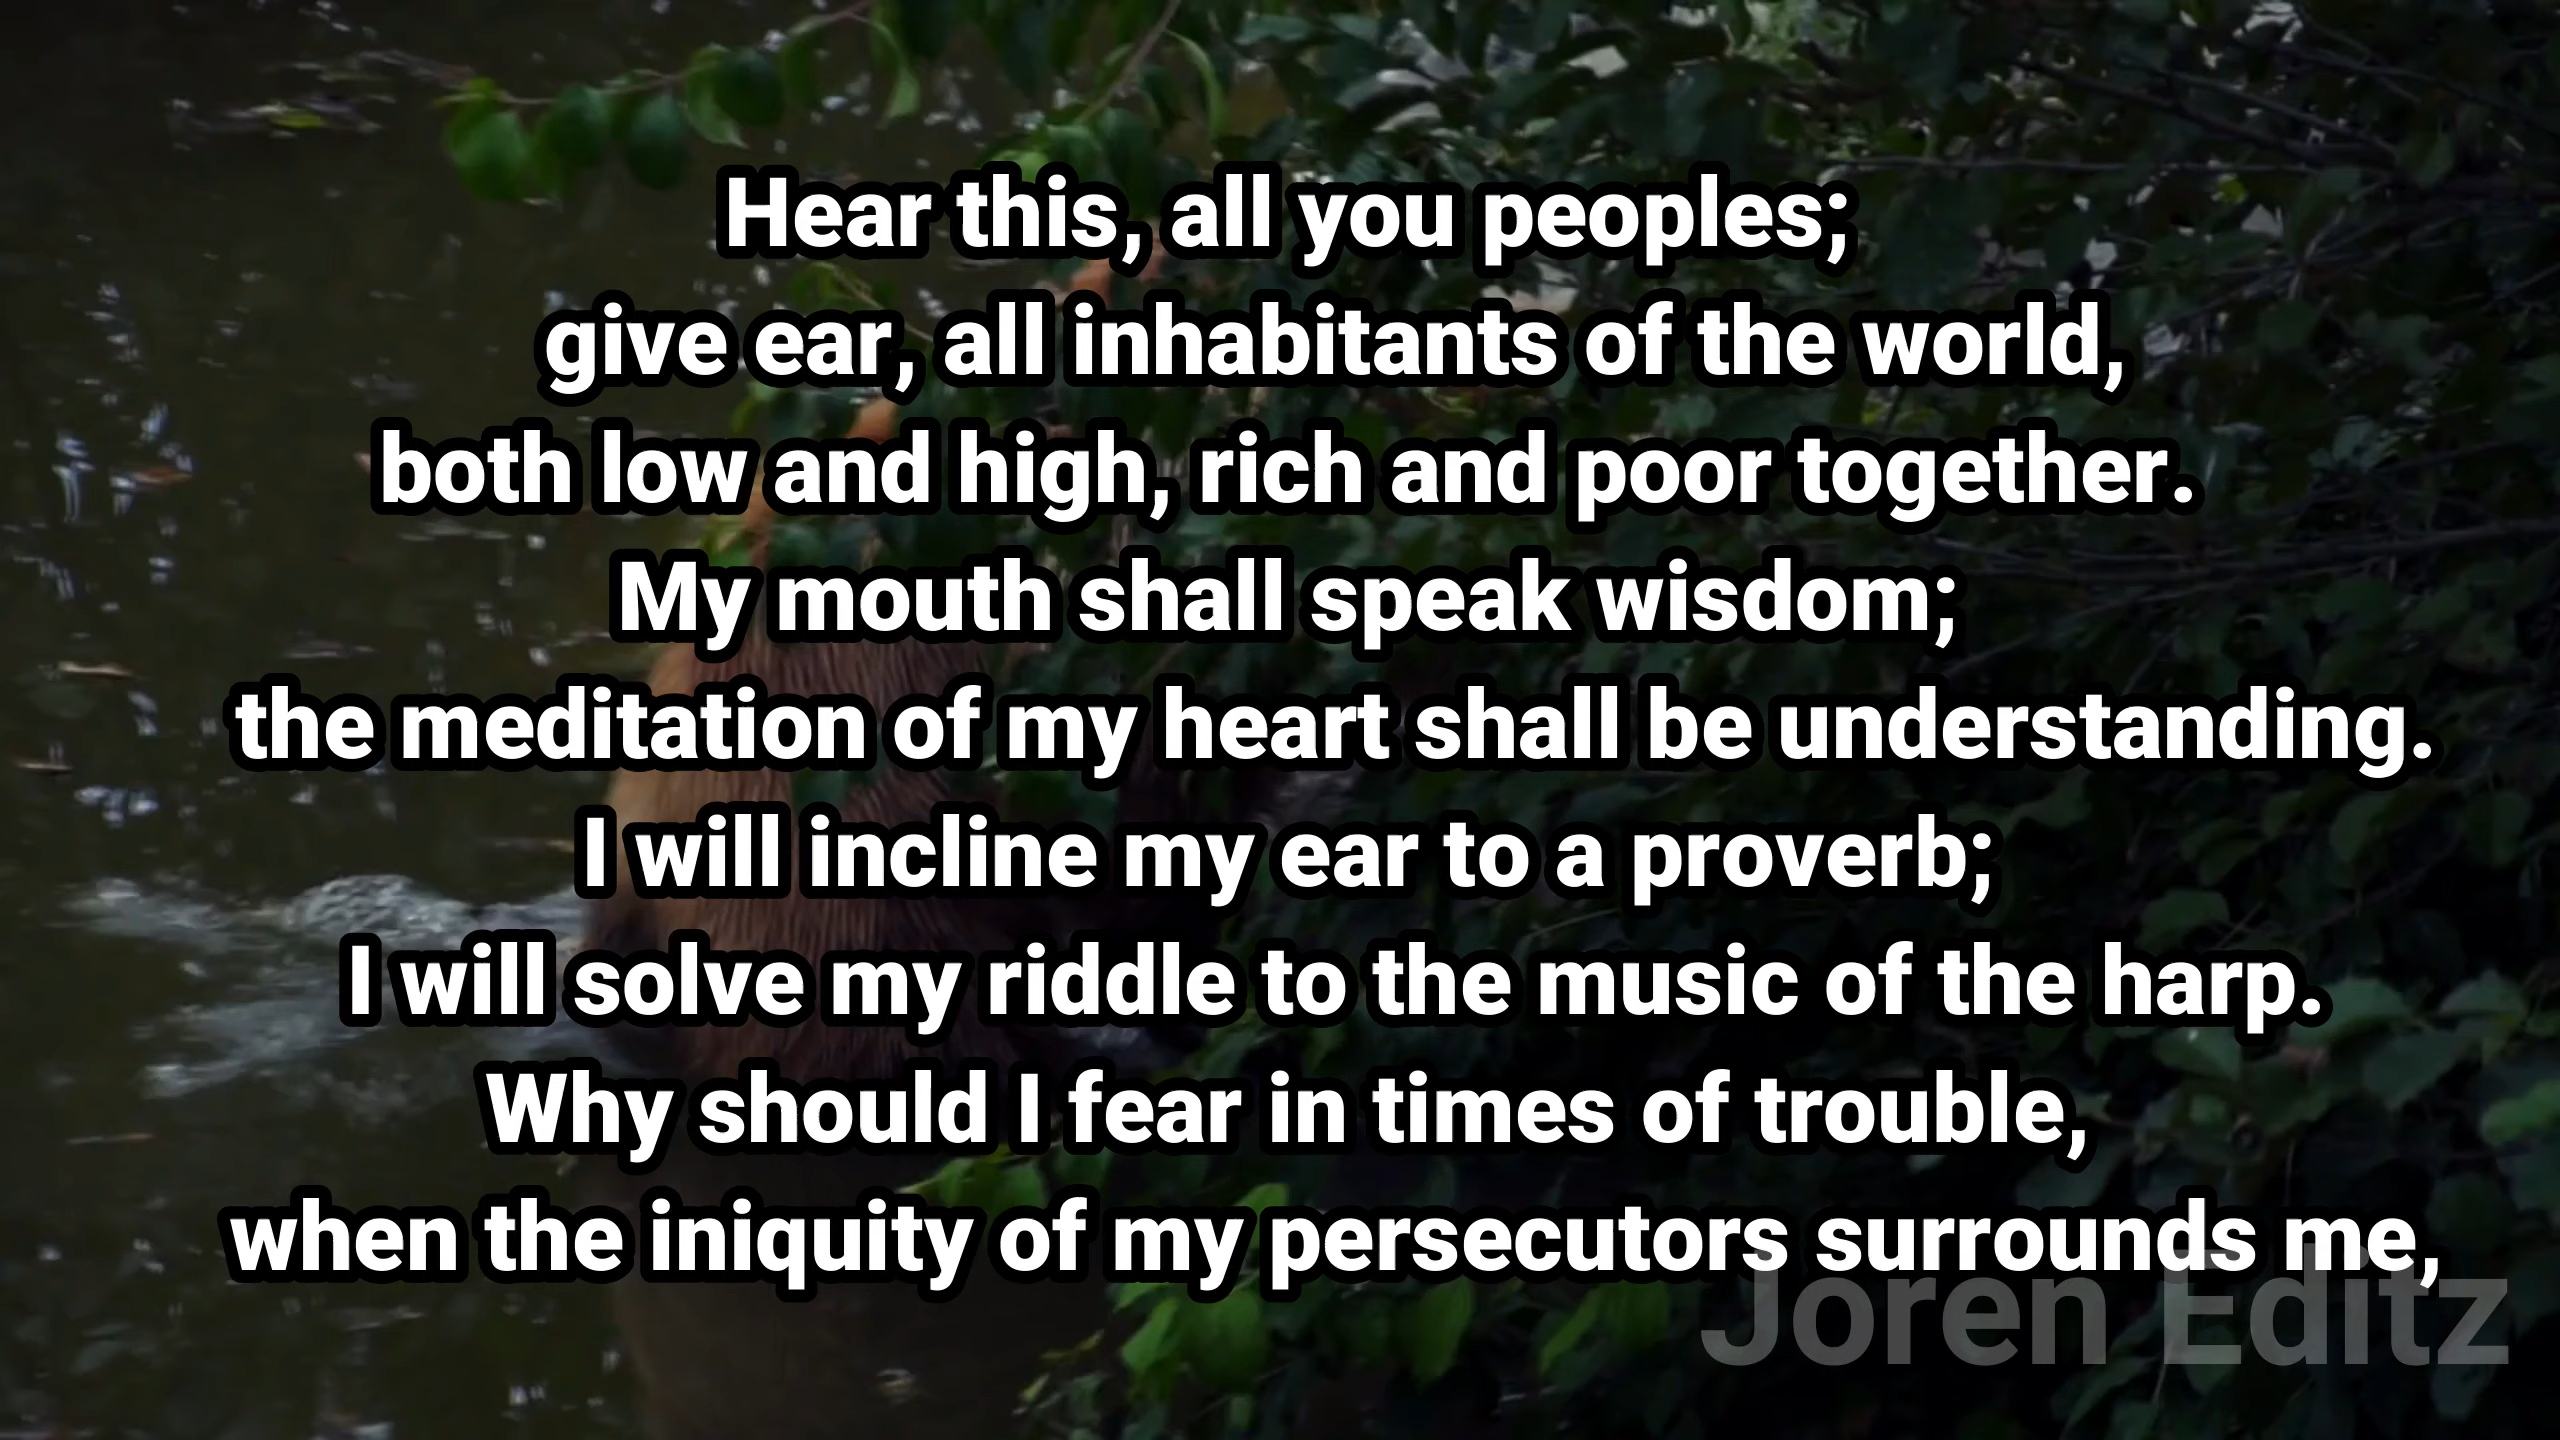 Hear this, all you peoples;
give ear, all inhabitants of the world,
both low and high, rich and poor together.
My mouth shall speak wisdom;
the meditation of my heart shall be understanding.
I will incline my ear to a proverb;
I will solve my riddle to the music of the harp.
Why should I fear in times of trouble,
when the iniquity of my persecutors surrounds me,
Joren Editz